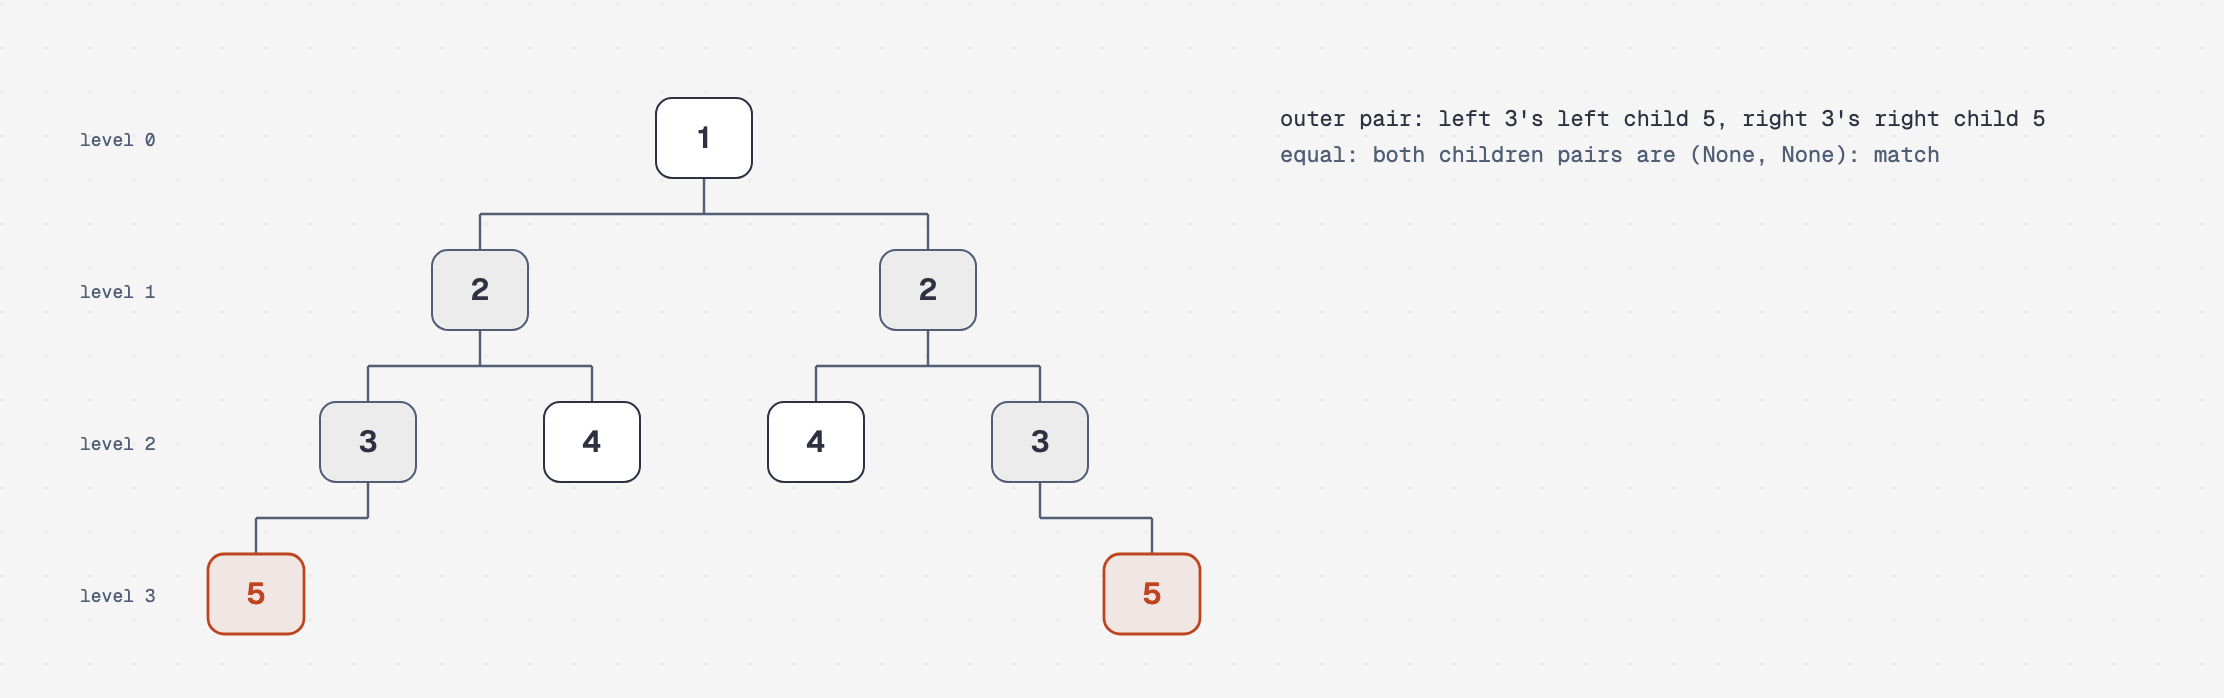 level 0
1
outer pair: left 3's left child 5, right 3's right child 5
equal: both children pairs are (None, None): match
level 1
2
2
level 2
3
4
4
3
level 3
5
5